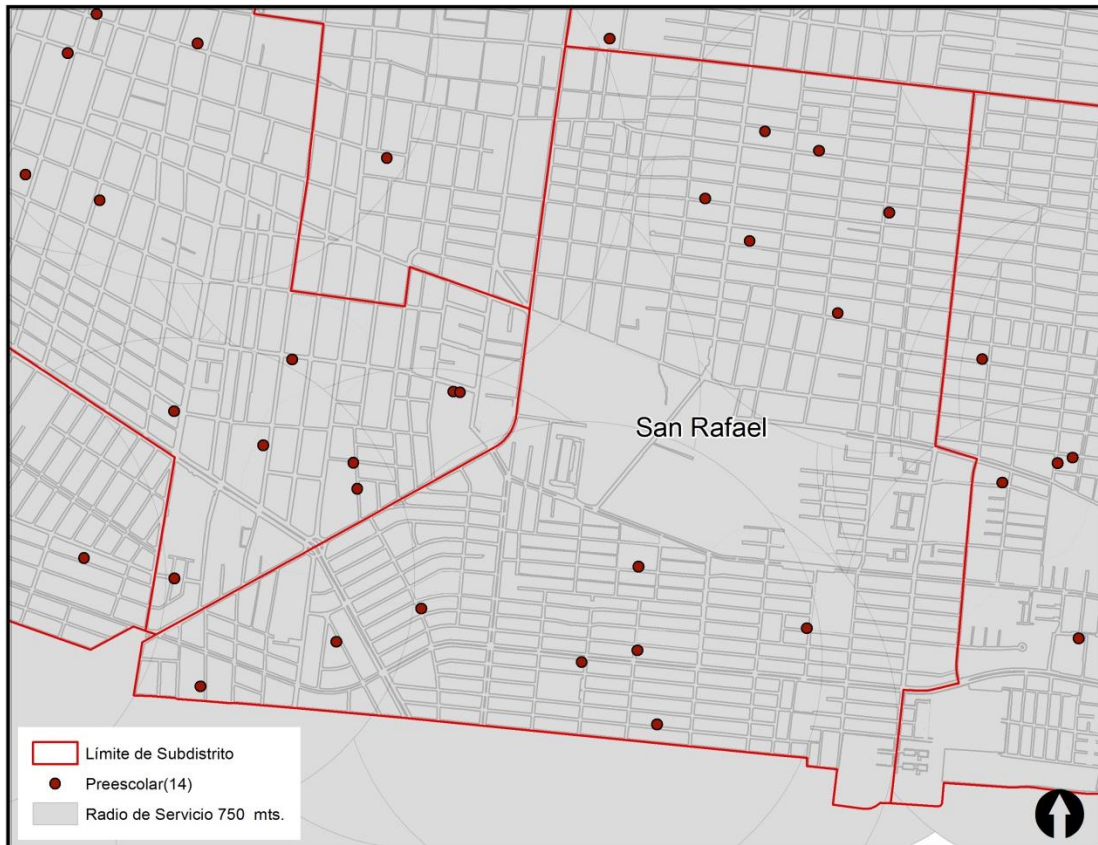 San Rafael
Límite de Subdistrito
Preescolar(14)
Radio de Servicio 750 mts.